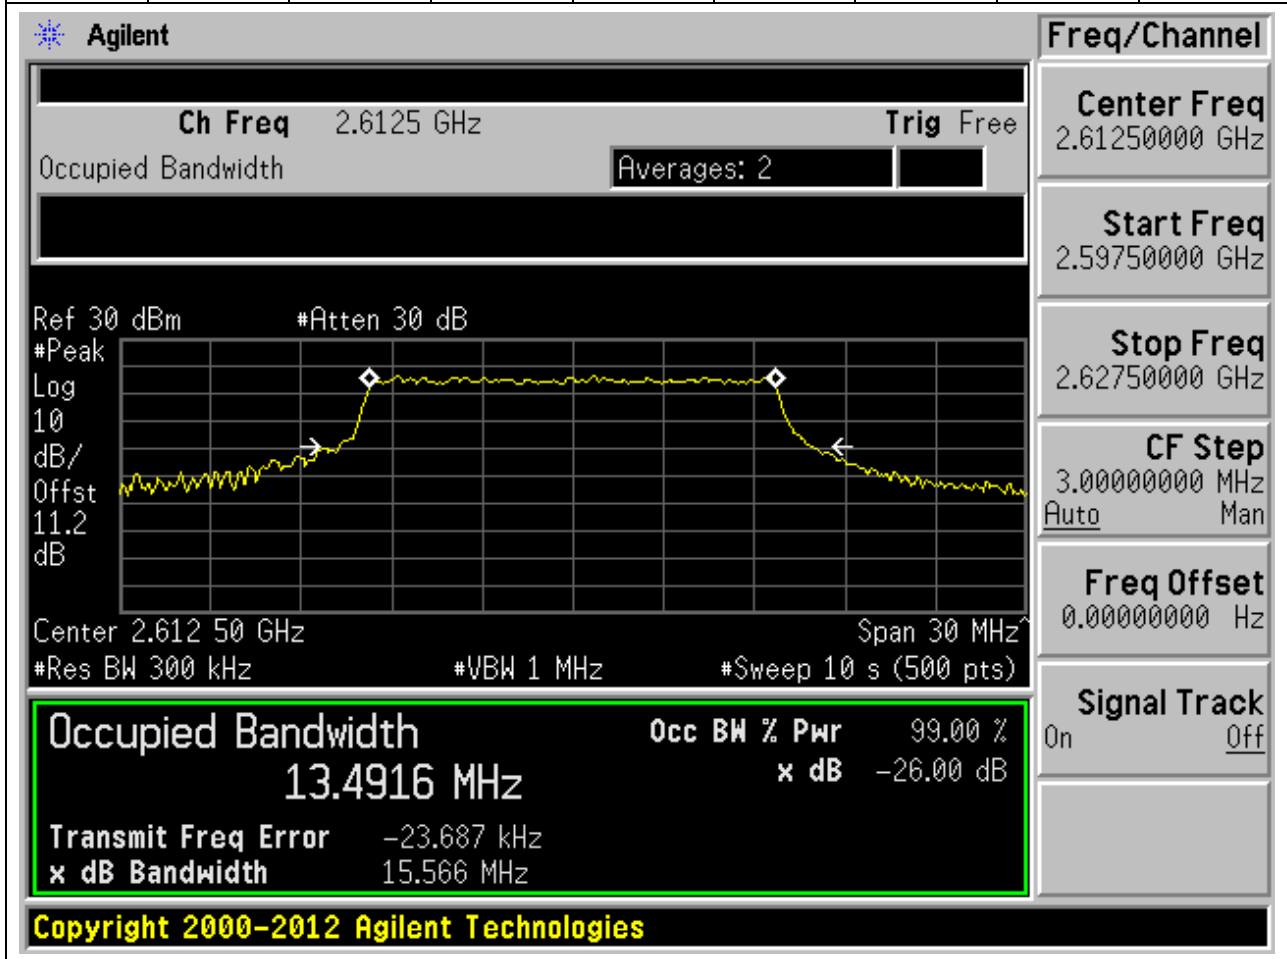 Agilent
Freq/Channel
Ch Freq 2.6125 GHz Trig Free
Occupied Bandwidth Averages: 2
Ref 30 dBm #Atten 30 dB
#Peak
Log
10
dB/
Offst
11.2
dB
Center 2.612 50 GHz Span 30 MHz^
#Res BW 300 kHz #VBW 1 MHz #Sweep 10 s (500 pts)
Occupied Bandwidth Occ BW % Pwr 99.00 %
13.4916 MHz x dB -26.00 dB
Transmit Freq Error -23.687 kHz
x dB Bandwidth 15.566 MHz
Center Freq
2.61250000 GHz
Start Freq
2.59750000 GHz
Stop Freq
2.62750000 GHz
CF Step
3.00000000 MHz
Auto Man
Freq Offset
0.00000000 Hz
Signal Track
On Off
Copyright 2000-2012 Agilent Technologies